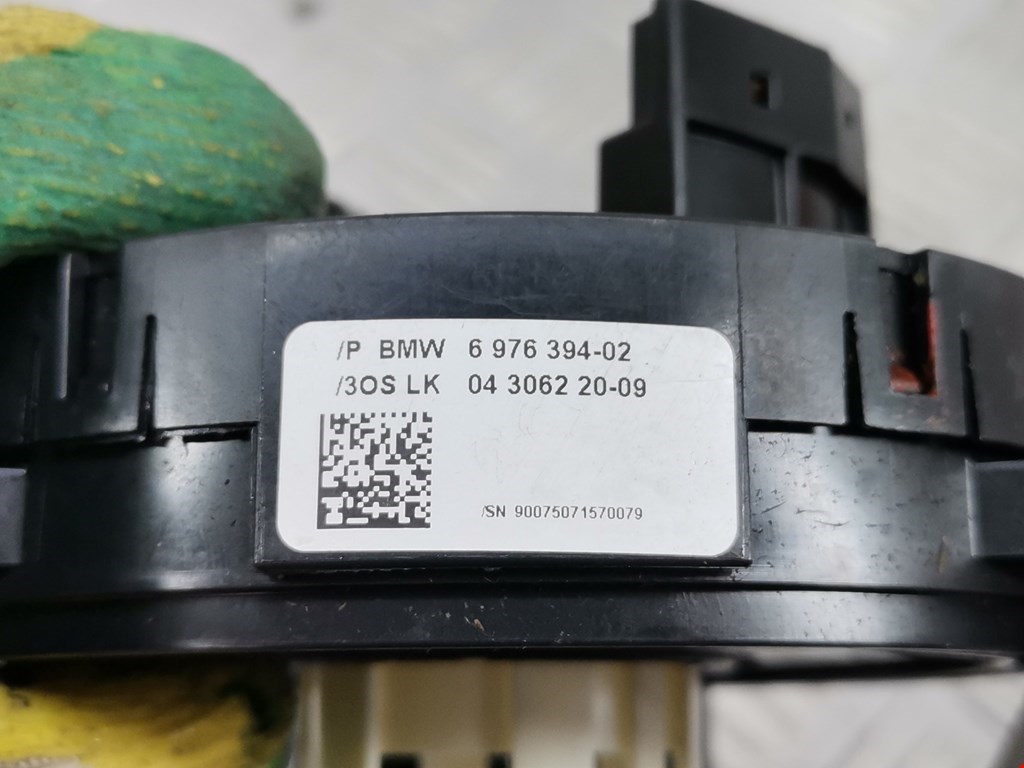 /P BMW 6 976 394-02
/3OS LK 04 3062 20-09
/SN 90075071570079